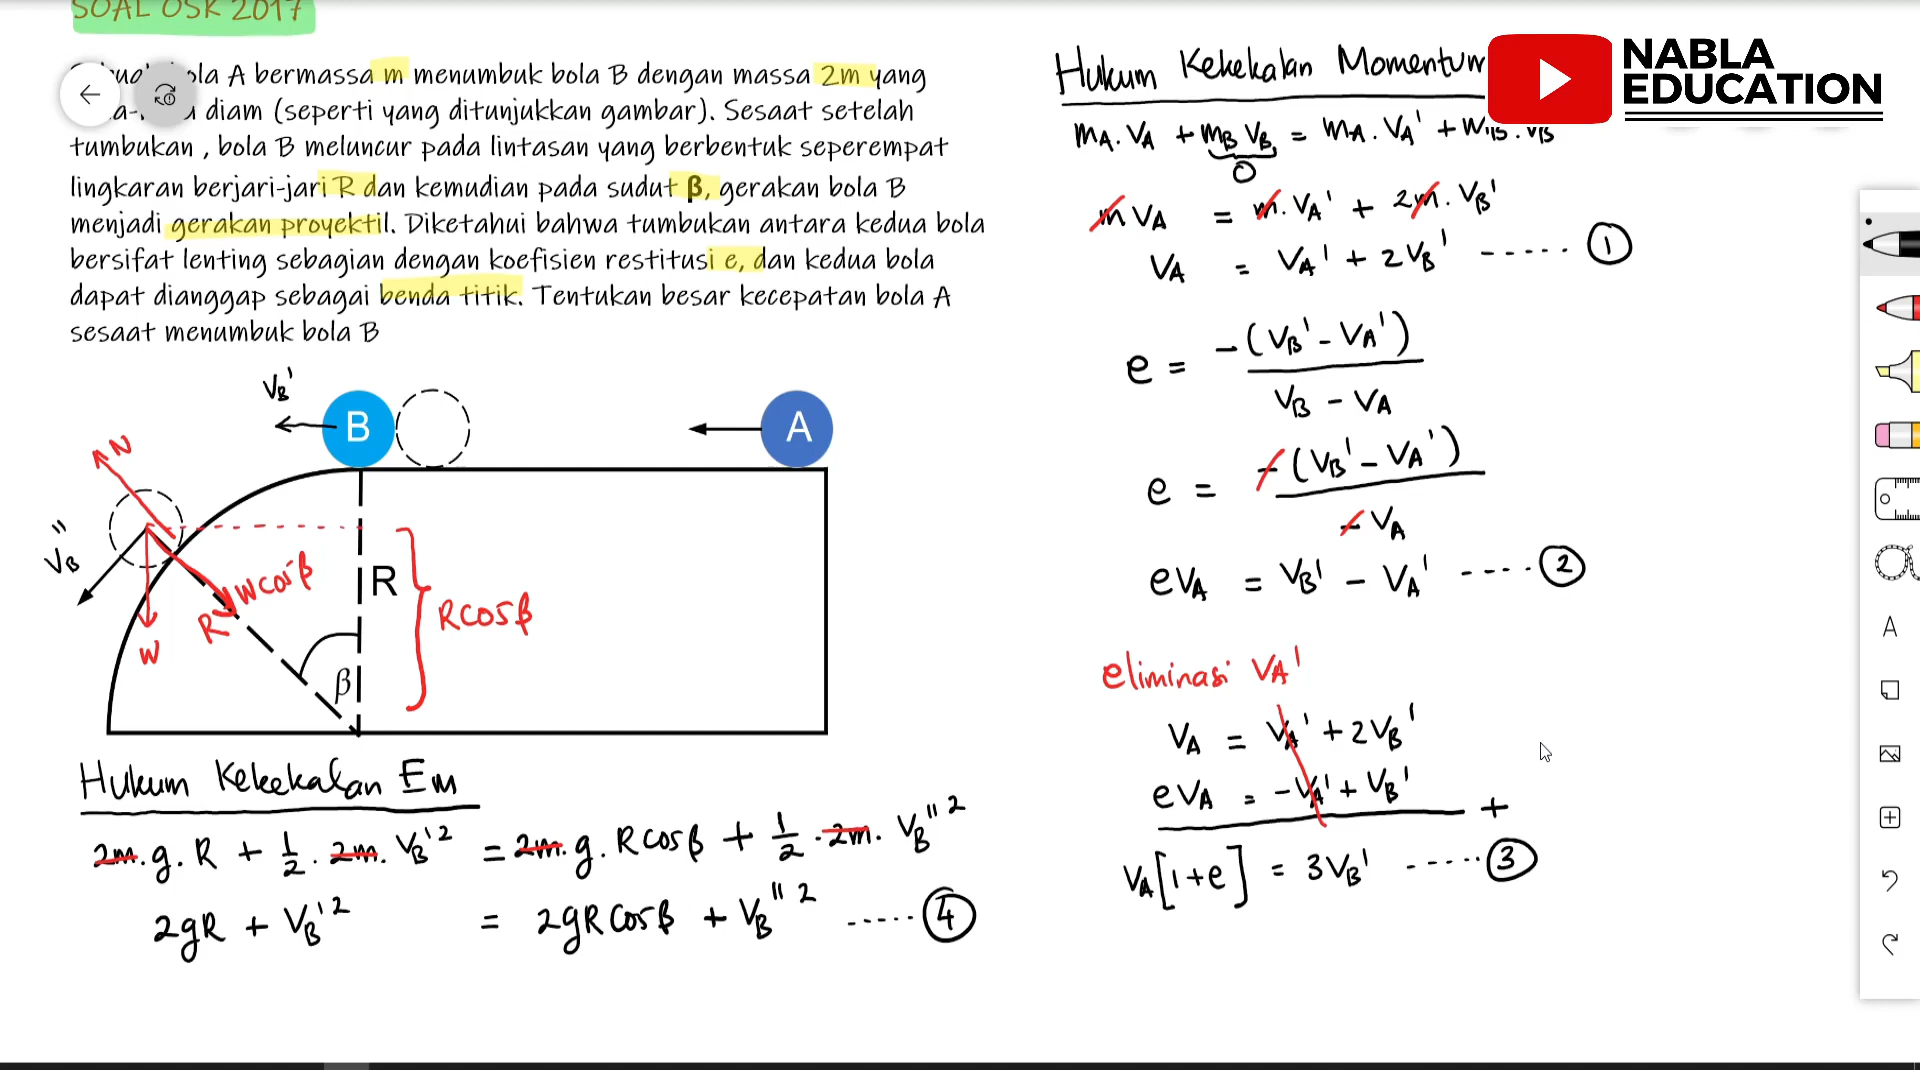 SOAL OSK 2017
ola A bermassa m menumbuk bola B dengan massa 2m yang
diam (seperti yang ditunjukkan gambar). Sesaat setelah
tumbukan , bola B meluncur pada lintasan yang berbentuk seperempat
lingkaran berjari-jari R dan kemudian pada sudut β, gerakan bola B
menjadi gerakan proyektil. Diketahui bahwa tumbukan antara kedua bola
bersifat lenting sebagian dengan koefisien restitusi e, dan kedua bola
dapat dianggap sebagai benda titik. Tentukan besar kecepatan bola A
sesaat menumbuk bola B
VB'
B
A
N
VB"
W cos β
R
W
R
R cos β
β
Hukum Kekekalan Em
2m. g. R + 1/2 . 2m. VB'² = 2m. g. R cos β + 1/2 . 2m. VB"²
2gR + VB'² = 2gR cos β + VB"² ..... ④
Hukum Kekekalan Momentum
mA. VA + mB VB = mA. VA' + mB. VB'
0
m VA = m. VA' + 2m. VB'
VA = VA' + 2VB' ..... ①
e = -(VB' - VA') / VB - VA
e = -(VB' - VA') / -VA
eVA = VB' - VA' .... ②
eliminasi VA'
VA = VA' + 2VB'
eVA = -VA' + VB'
+
VA[1+e] = 3VB' ..... ③
NABLA
EDUCATION
A